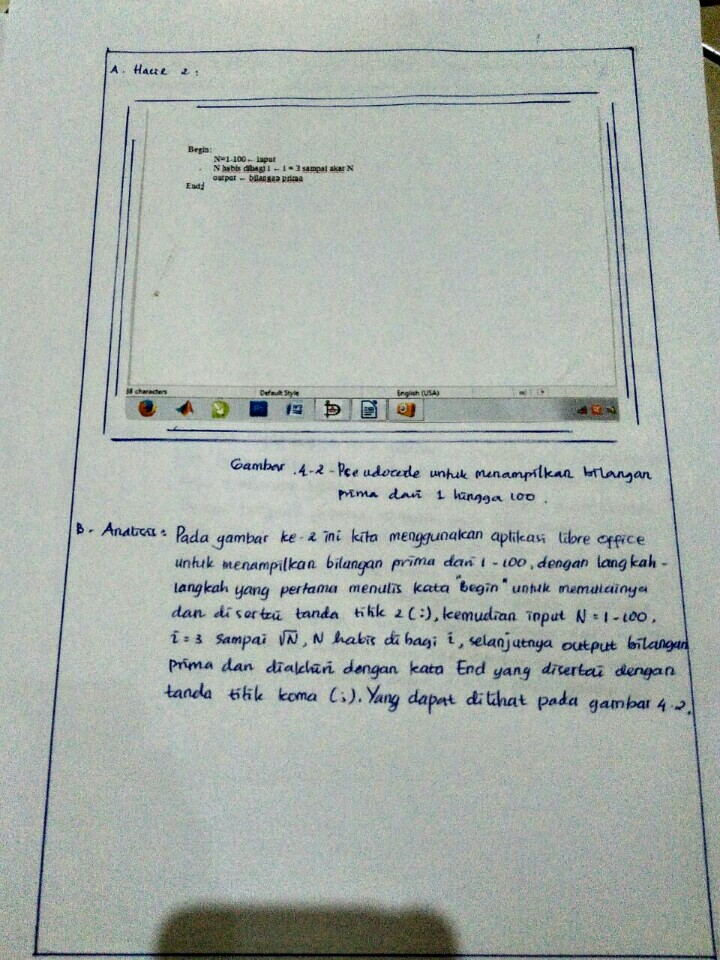 A. Hasil 2 :
Begin:
N=1-100 ← input
N habis dibagi i ← i = 3 sampai akar N
output ← bilangan prima
End;
characters
Default Style
English (USA)
Gambar .4-2 - Pseudocode untuk menampilkan bilangan
prima dari 1 hingga 100 .
B. Analisis : Pada gambar ke-2 ini kita menggunakan aplikasi libre office
untuk menampilkan bilangan prima dari 1 - 100, dengan langkah -
langkah yang pertama menulis kata "begin" untuk memulainya
dan disertai tanda titik 2 (:), kemudian input N = 1 - 100,
i = 3 sampai √N, N habis dibagi i, selanjutnya output bilangan
prima dan diakhiri dengan kata End yang disertai dengan
tanda titik koma (;). Yang dapat dilihat pada gambar 4.2.